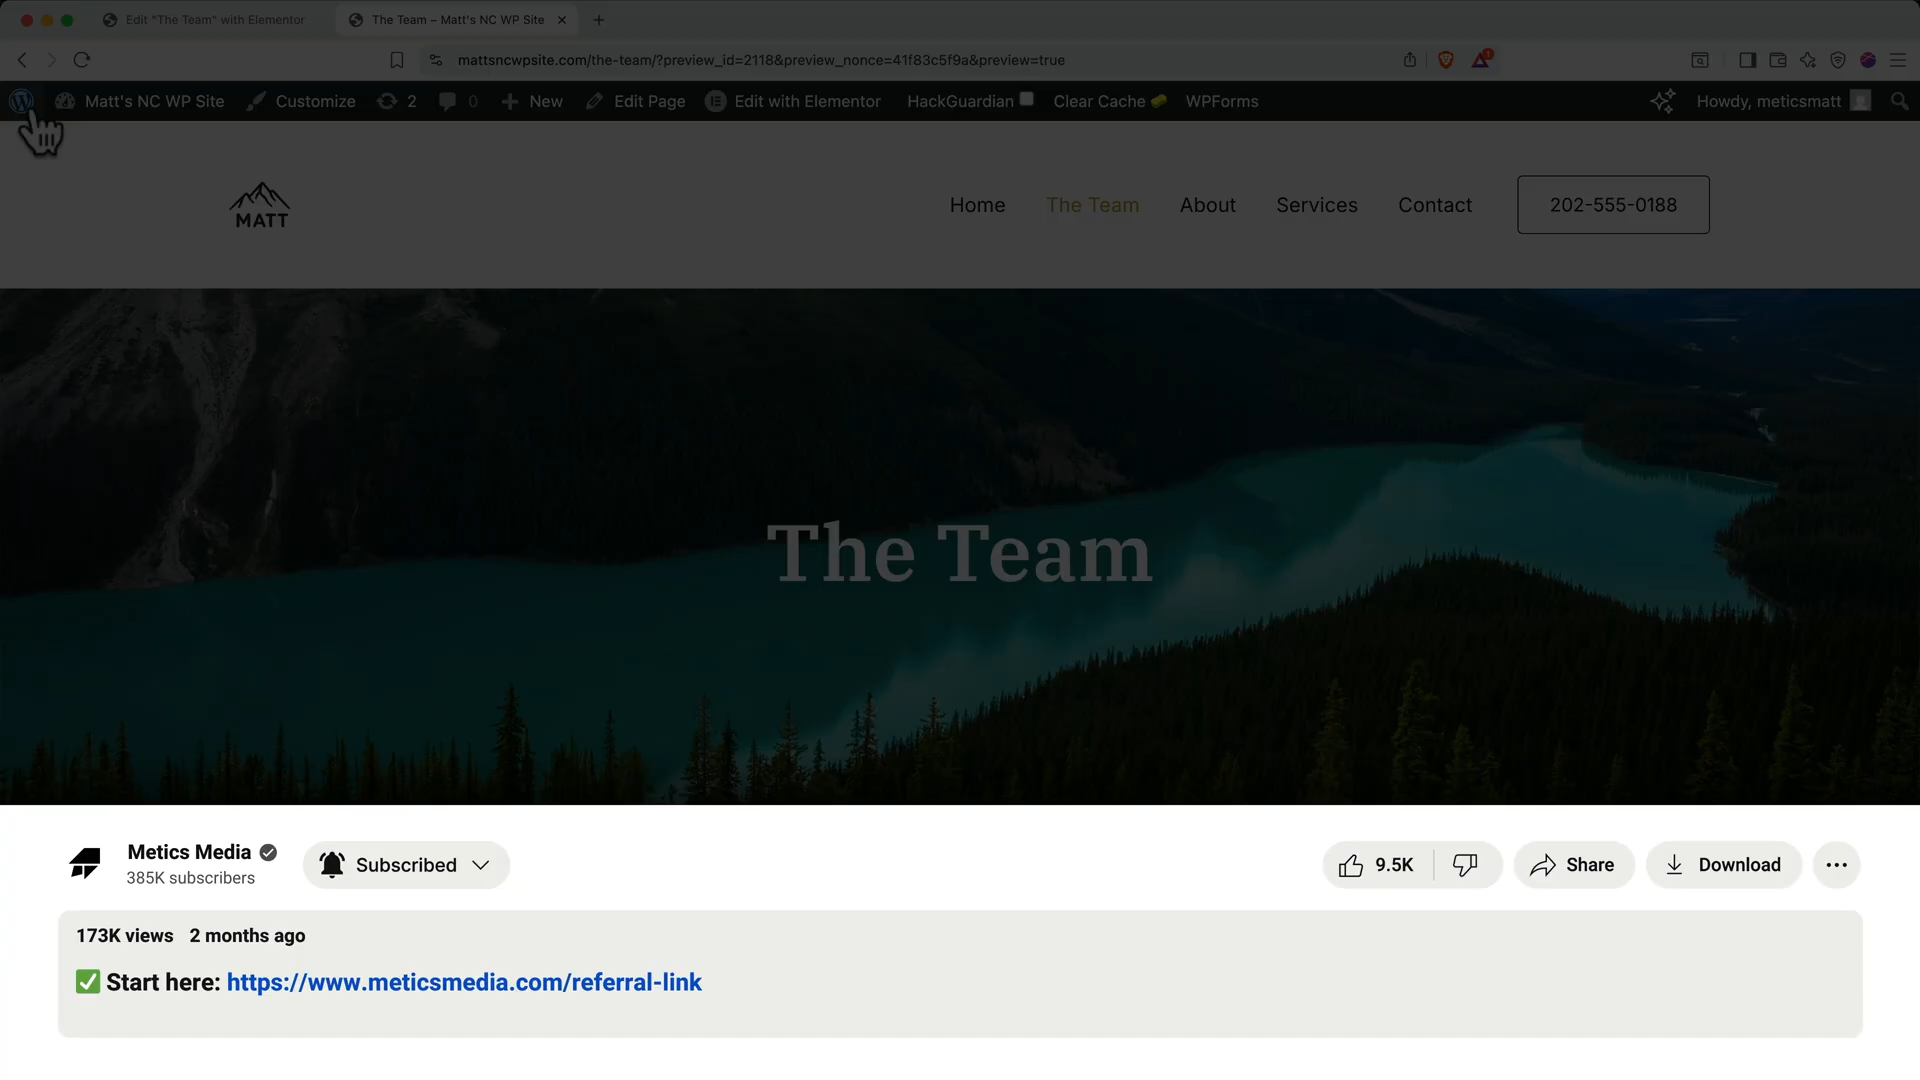 Edit "The Team" with Elementor
The Team – Matt's NC WP Site
mattsncwpsite.com/the-team/?preview_id=2118&preview_nonce=41f83c5f9a&preview=true
1
Matt's NC WP Site Customize 2 0 New Edit Page Edit with Elementor HackGuardian Clear Cache WPForms Howdy, meticsmatt
MATT
Home The Team About Services Contact 202-555-0188
The Team
Metics Media
385K subscribers
Subscribed
9.5K Share Download
173K views 2 months ago
✅ Start here: https://www.meticsmedia.com/referral-link